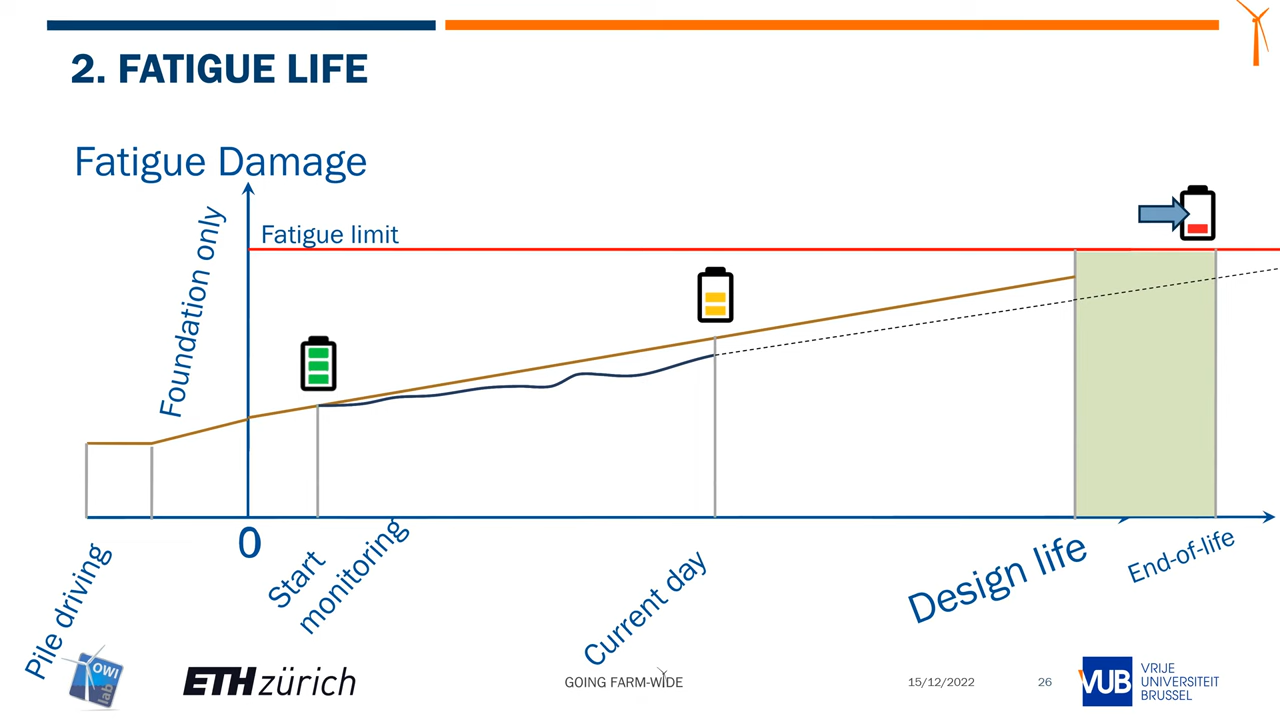 2. FATIGUE LIFE
Fatigue Damage
Foundation only
Fatigue limit
0
Pile driving
Start
monitoring
Current day
Design life
End-of-life
OWI
lab
ETH zürich
GOING FARM-WIDE
15/12/2022
26
VUB
VRIJE
UNIVERSITEIT
BRUSSEL